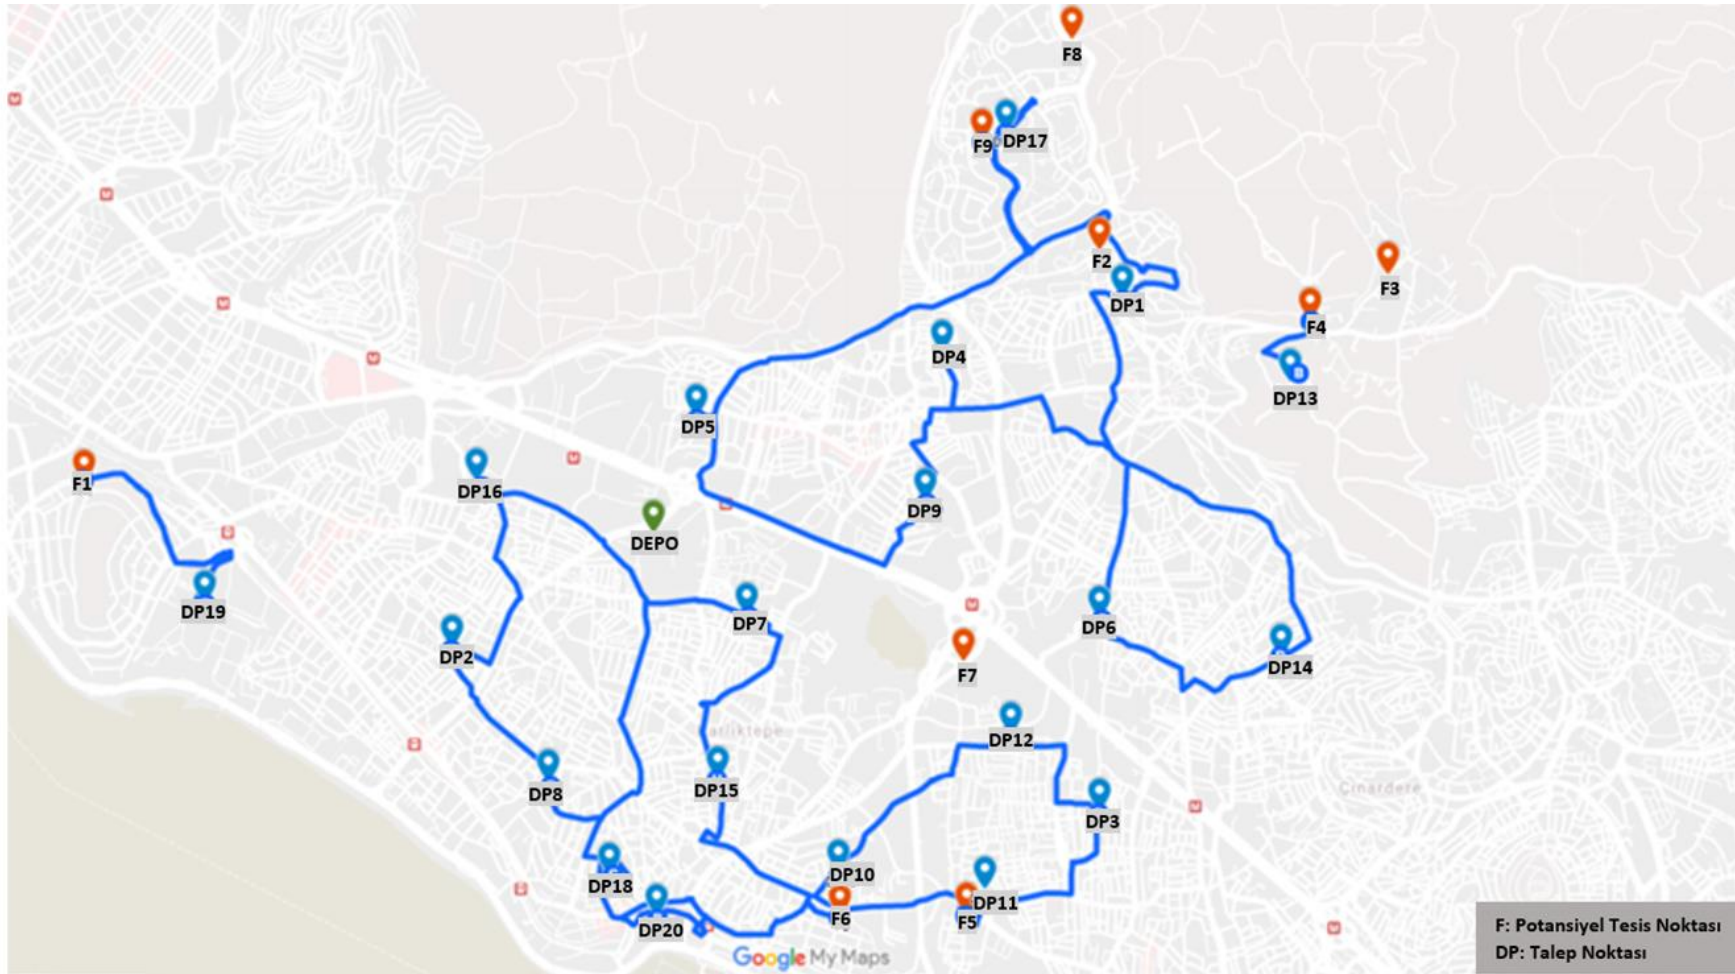 F8
F9
DP17
F2
F3
DP1
F4
DP4
DP13
DP5
F1
DP16
DP9
DEPO
DP19
DP7
DP6
DP2
DP14
F7
DP12
DP15
DP8
Çınardere
DP3
DP10
DP18
DP11
F6
F5
DP20
Google My Maps
F: Potansiyel Tesis Noktası
DP: Talep Noktası